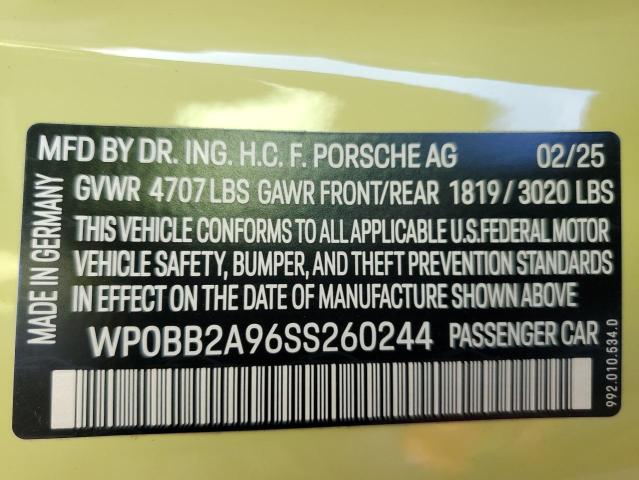 MFD BY DR. ING. H.C. F. PORSCHE AG 02/25
GVWR 4707 LBS GAWR FRONT/REAR 1819 / 3020 LBS
THIS VEHICLE CONFORMS TO ALL APPLICABLE U.S.FEDERAL MOTOR
VEHICLE SAFETY, BUMPER, AND THEFT PREVENTION STANDARDS
IN EFFECT ON THE DATE OF MANUFACTURE SHOWN ABOVE
WP0BB2A96SS260244 PASSENGER CAR
MADE IN GERMANY
992.010.534.0